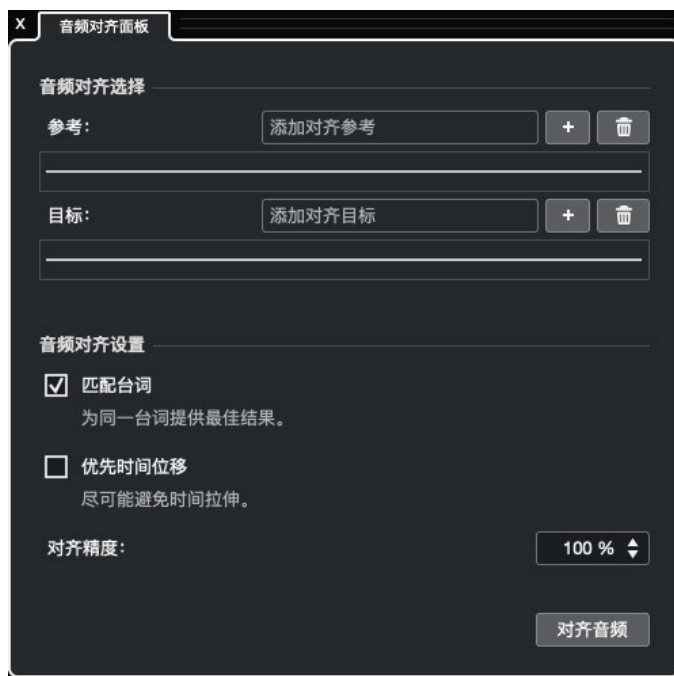 X 音频对齐面板
音频对齐选择
参考: 添加对齐参考 +
目标: 添加对齐目标 +
音频对齐设置
匹配台词
为同一台词提供最佳结果。
优先时间位移
尽可能避免时间拉伸。
对齐精度: 100 %
对齐音频